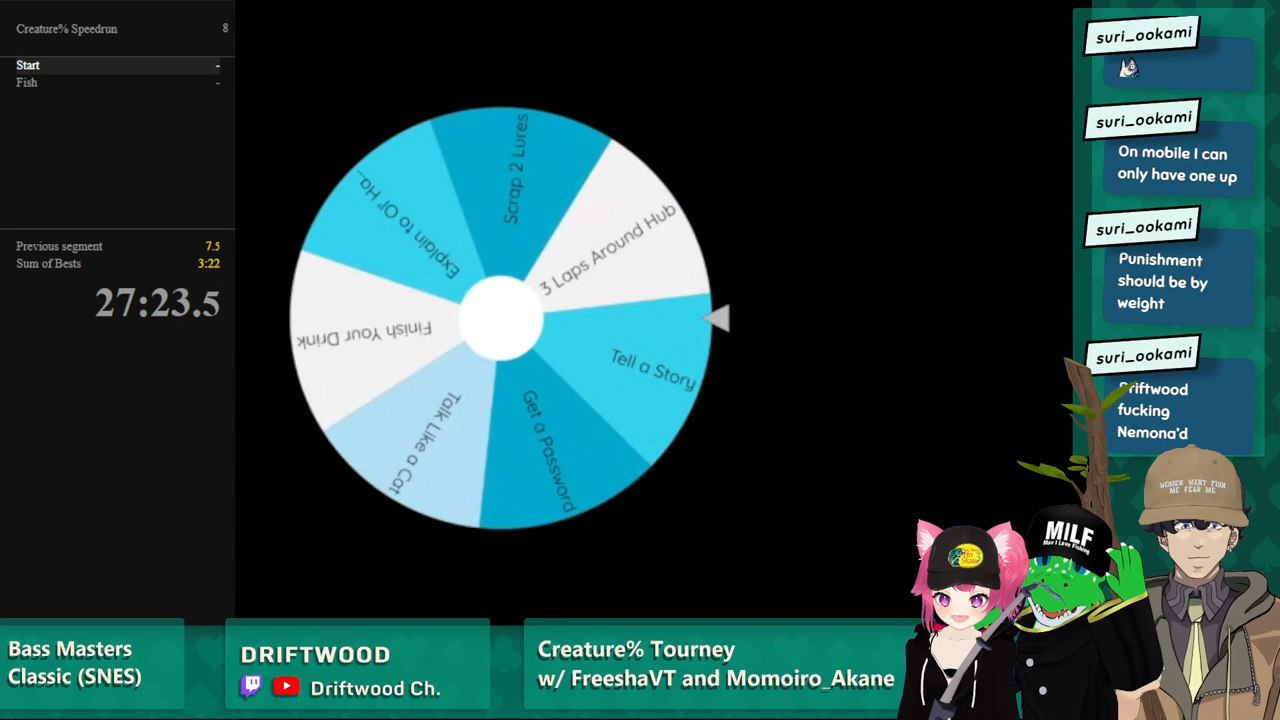 Creature% Speedrun 8
Start -
Fish -
Previous segment 7.5
Sum of Bests 3:22
27:23.5
Scrap 2 Lures
3 Laps Around Hub
Tell a Story
Get a Password
Talk Like a Cat
Finish Your Drink
Explain to Ol' Ha...
suri_ookami
suri_ookami
On mobile I can
only have one up
suri_ookami
Punishment
should be by
weight
suri_ookami
Driftwood
fucking
Nemona'd
WOMEN WANT FISH
ME FEAR ME
MILF
Man I Love Fishing
Bass Masters
Classic (SNES)
DRIFTWOOD
Driftwood Ch.
Creature% Tourney
w/ FreeshaVT and Momoiro_Akane